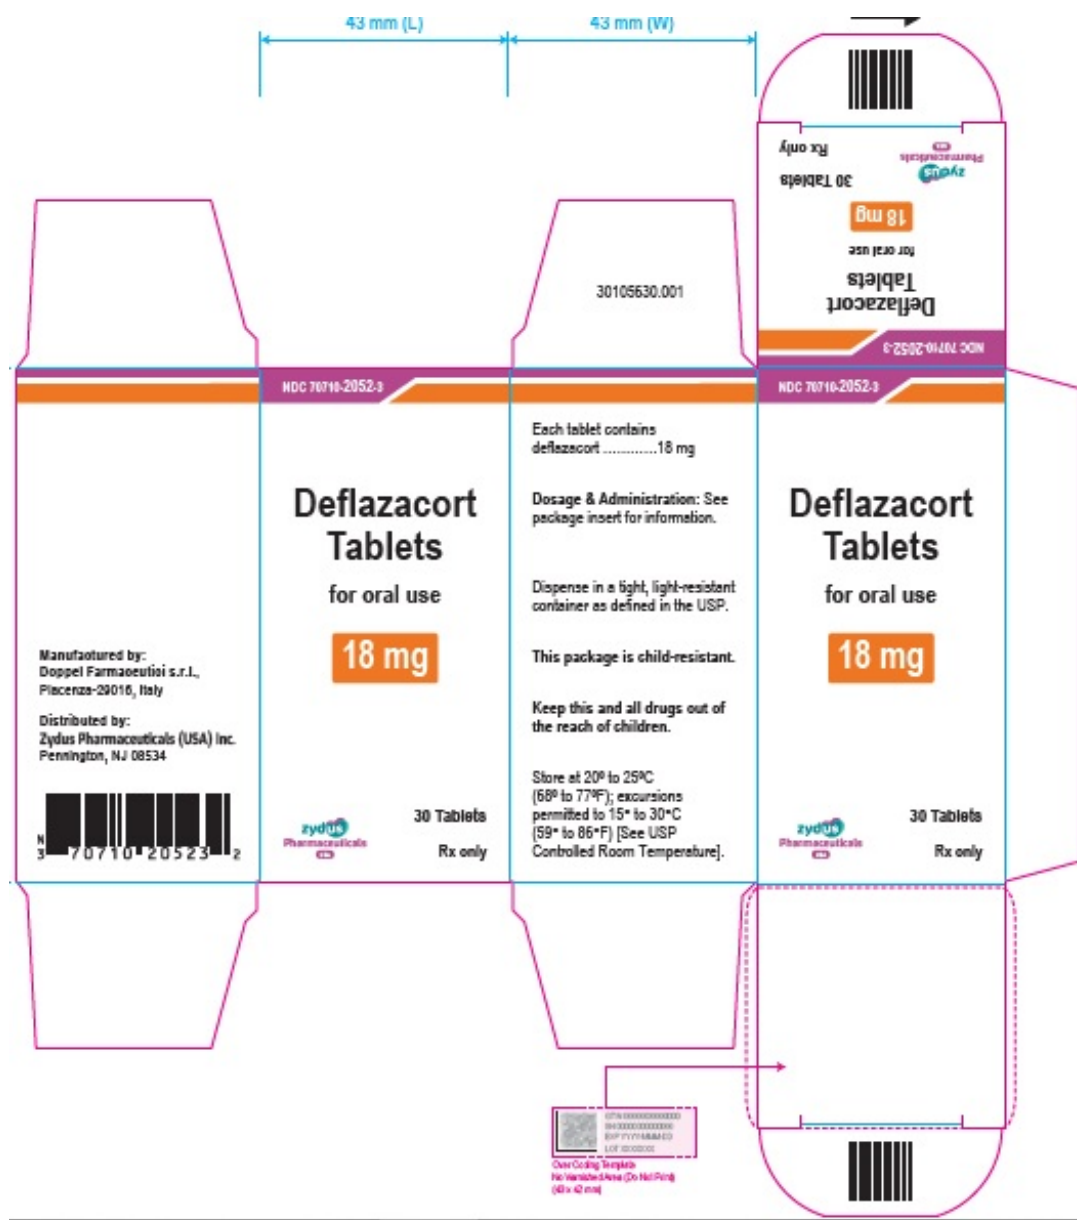 43 mm (L)
43 mm (W)
Rx only
30 Tablets
zydus
Pharmaceuticals
18 mg
for oral use
Deflazacort
Tablets
NDC 70710-2052-3
30105630.001
Manufactured by:
Doppel Farmaceutici s.r.l.,
Piacenza-29016, Italy
Distributed by:
Zydus Pharmaceuticals (USA) Inc.
Pennington, NJ 08534
N
3 70710 20523 2
NDC 70710-2052-3
Deflazacort
Tablets
for oral use
18 mg
zydus
Pharmaceuticals
30 Tablets
Rx only
Each tablet contains
deflazacort .............18 mg
Dosage & Administration: See
package insert for information.
Dispense in a tight, light-resistant
container as defined in the USP.
This package is child-resistant.
Keep this and all drugs out of
the reach of children.
Store at 20º to 25ºC
(68º to 77ºF); excursions
permitted to 15° to 30°C
(59° to 86°F) [See USP
Controlled Room Temperature].
NDC 70710-2052-3
Deflazacort
Tablets
for oral use
18 mg
zydus
Pharmaceuticals
30 Tablets
Rx only
Over Coding Template
No Varnished Area (Do Not Print)
(43 x 42 mm)